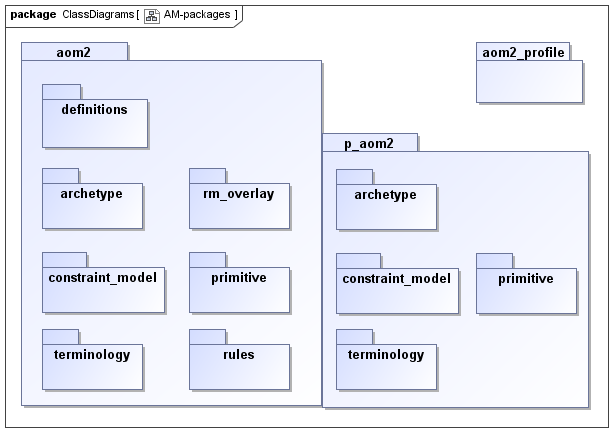 package ClassDiagrams [ AM-packages ]
aom2
aom2_profile
definitions
p_aom2
archetype
rm_overlay
archetype
constraint_model
primitive
constraint_model
primitive
terminology
rules
terminology